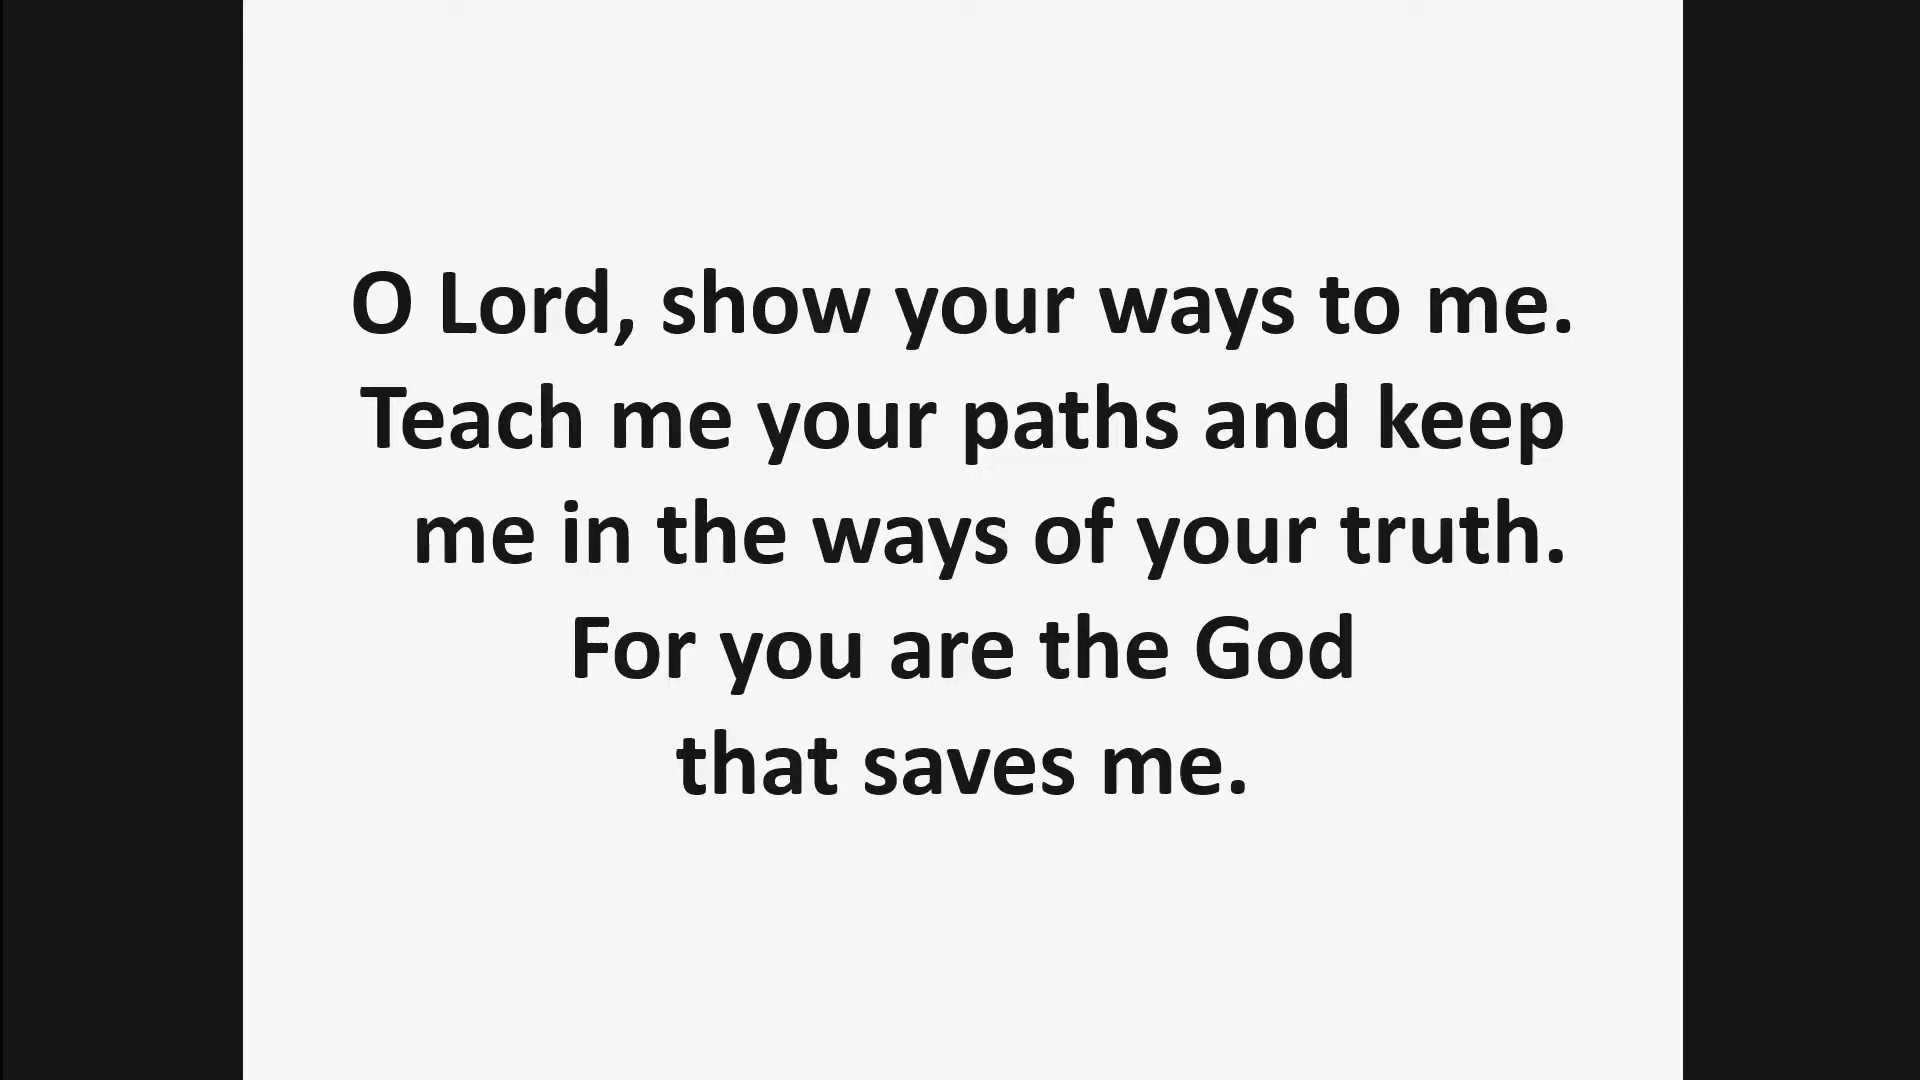 O Lord, show your ways to me.
Teach me your paths and keep
me in the ways of your truth.
For you are the God
that saves me.